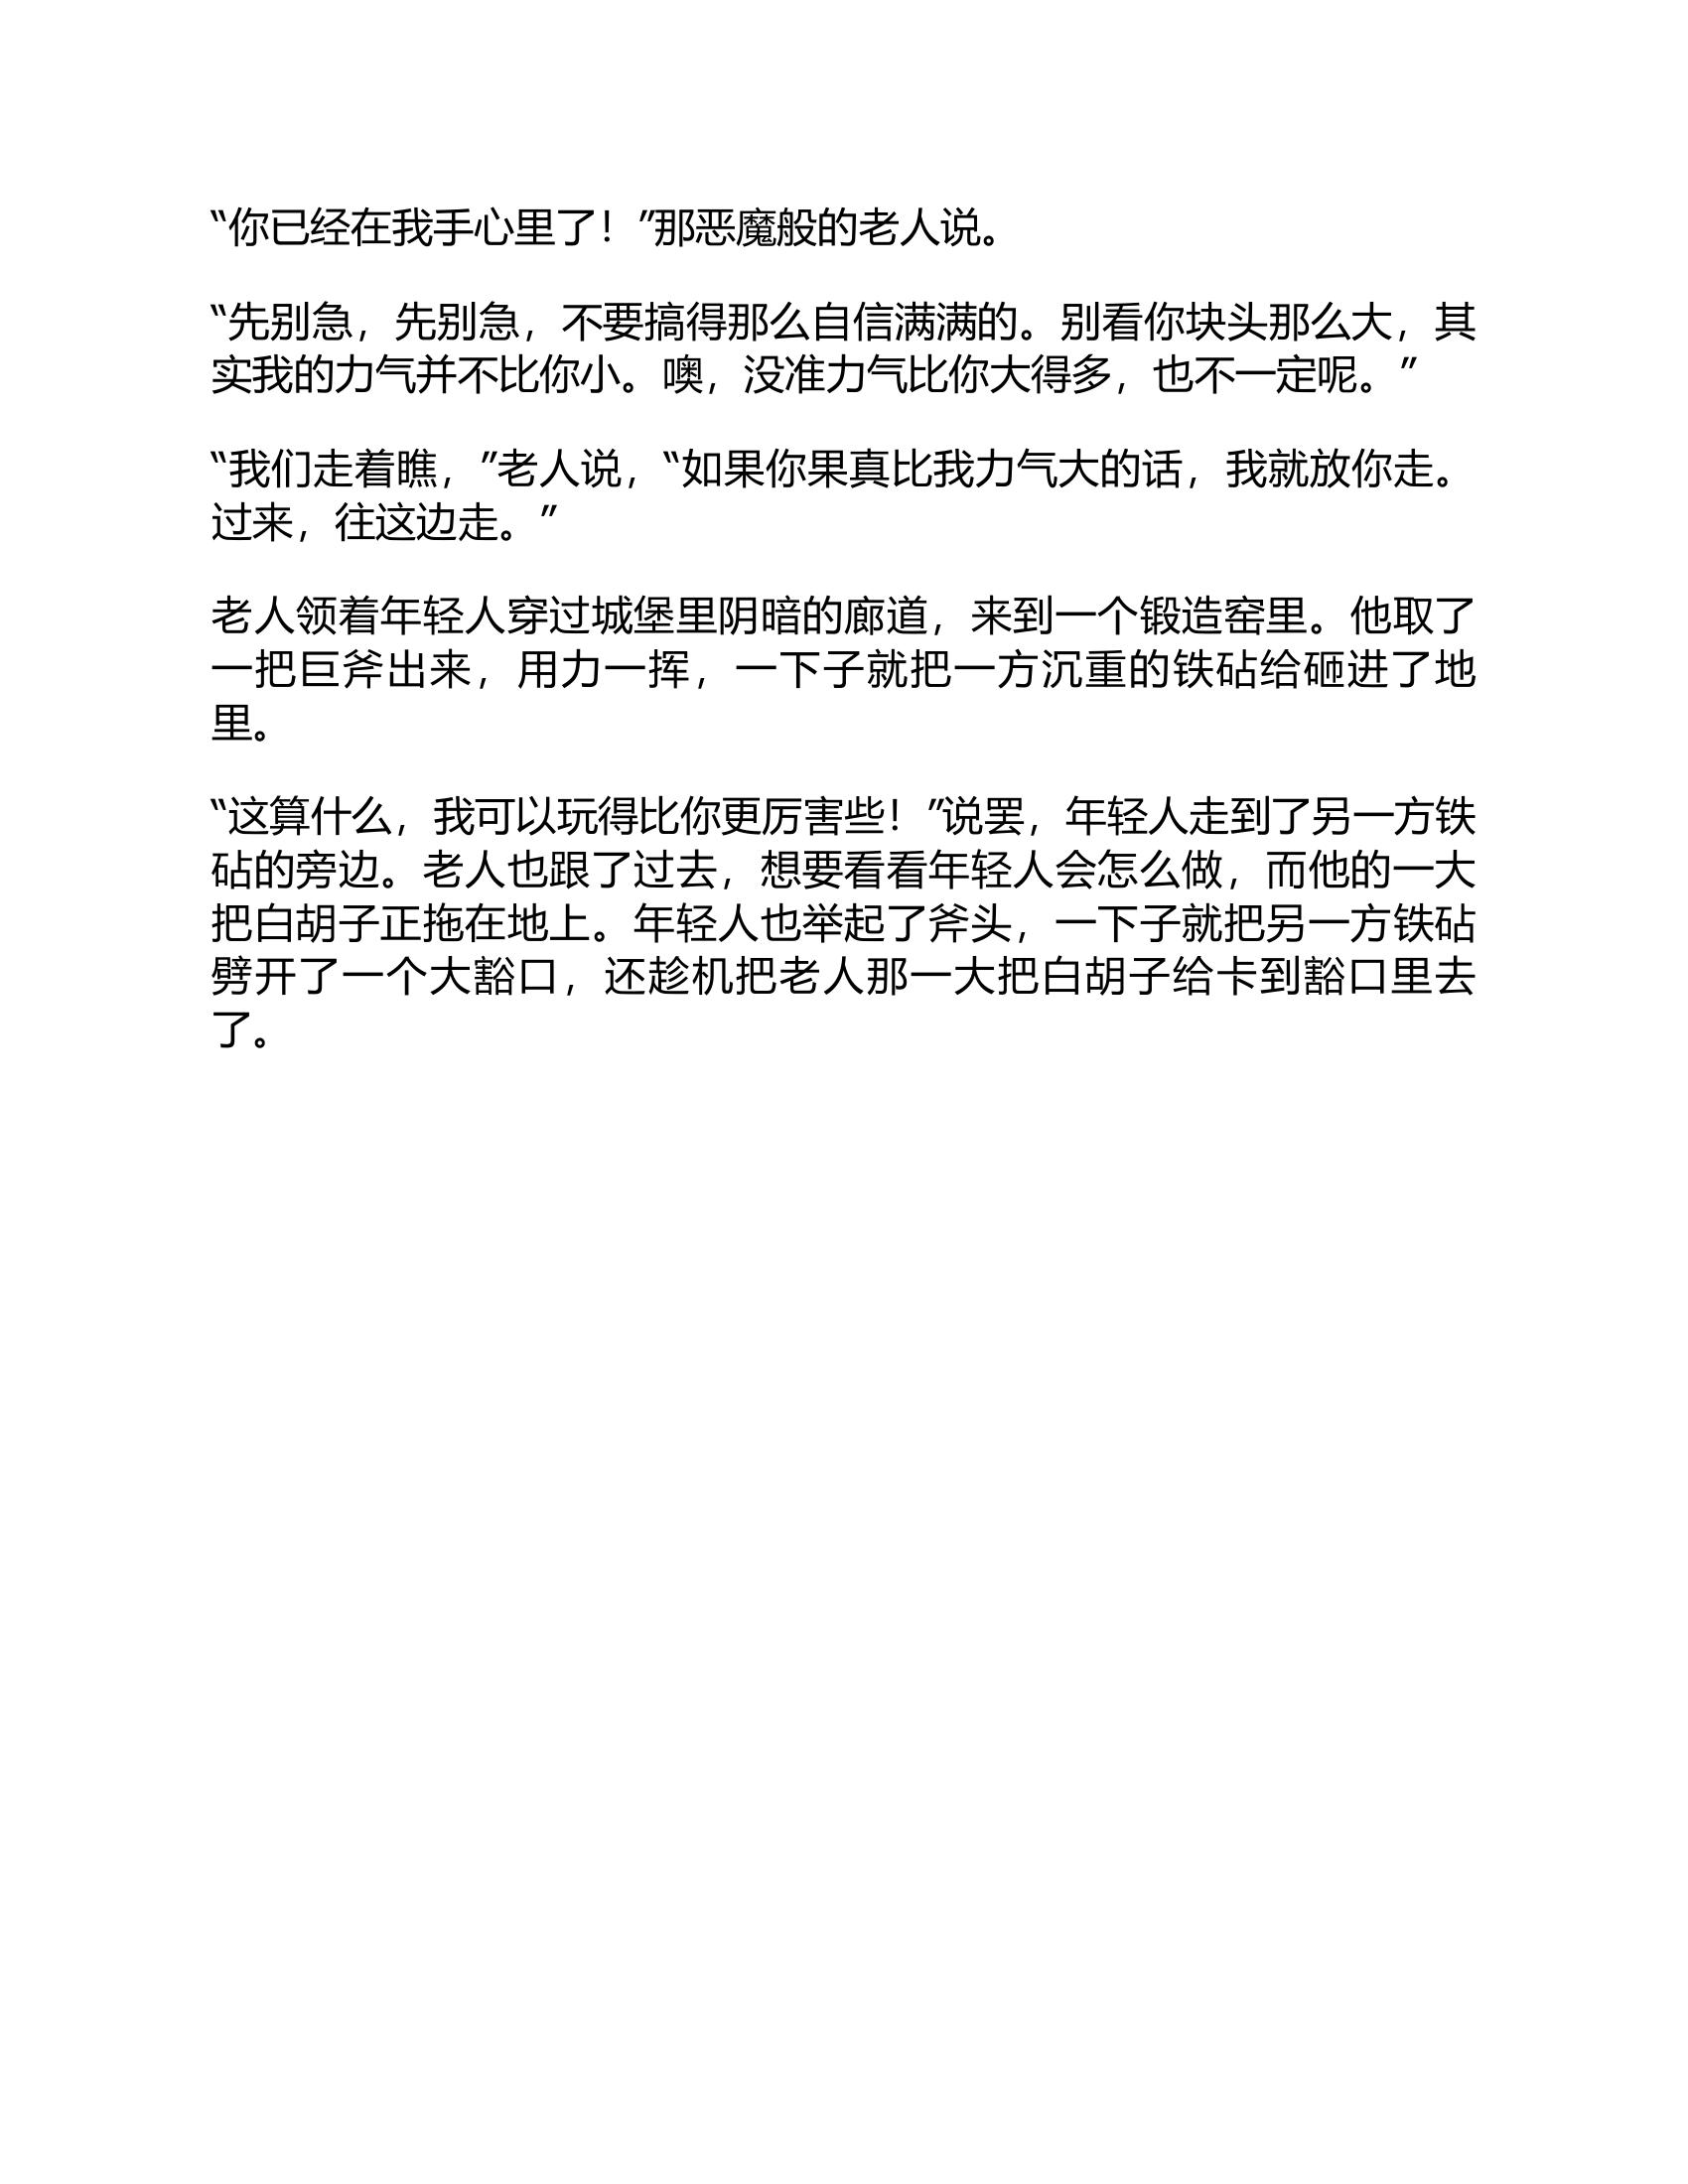 “你已经在我手心里了！”那恶魔般的老人说。
“先别急，先别急，不要搞得那么自信满满的。别看你块头那么大，其
实我的力气并不比你小。噢，没准力气比你大得多，也不一定呢。”
“我们走着瞧，”老人说，“如果你果真比我力气大的话，我就放你走。
过来，往这边走。”
老人领着年轻人穿过城堡里阴暗的廊道，来到一个锻造窑里。他取了
一把巨斧出来，用力一挥，一下子就把一方沉重的铁砧给砸进了地
里。
“这算什么，我可以玩得比你更厉害些！”说罢，年轻人走到了另一方铁
砧的旁边。老人也跟了过去，想要看看年轻人会怎么做，而他的一大
把白胡子正拖在地上。年轻人也举起了斧头，一下子就把另一方铁砧
劈开了一个大豁口，还趁机把老人那一大把白胡子给卡到豁口里去
了。